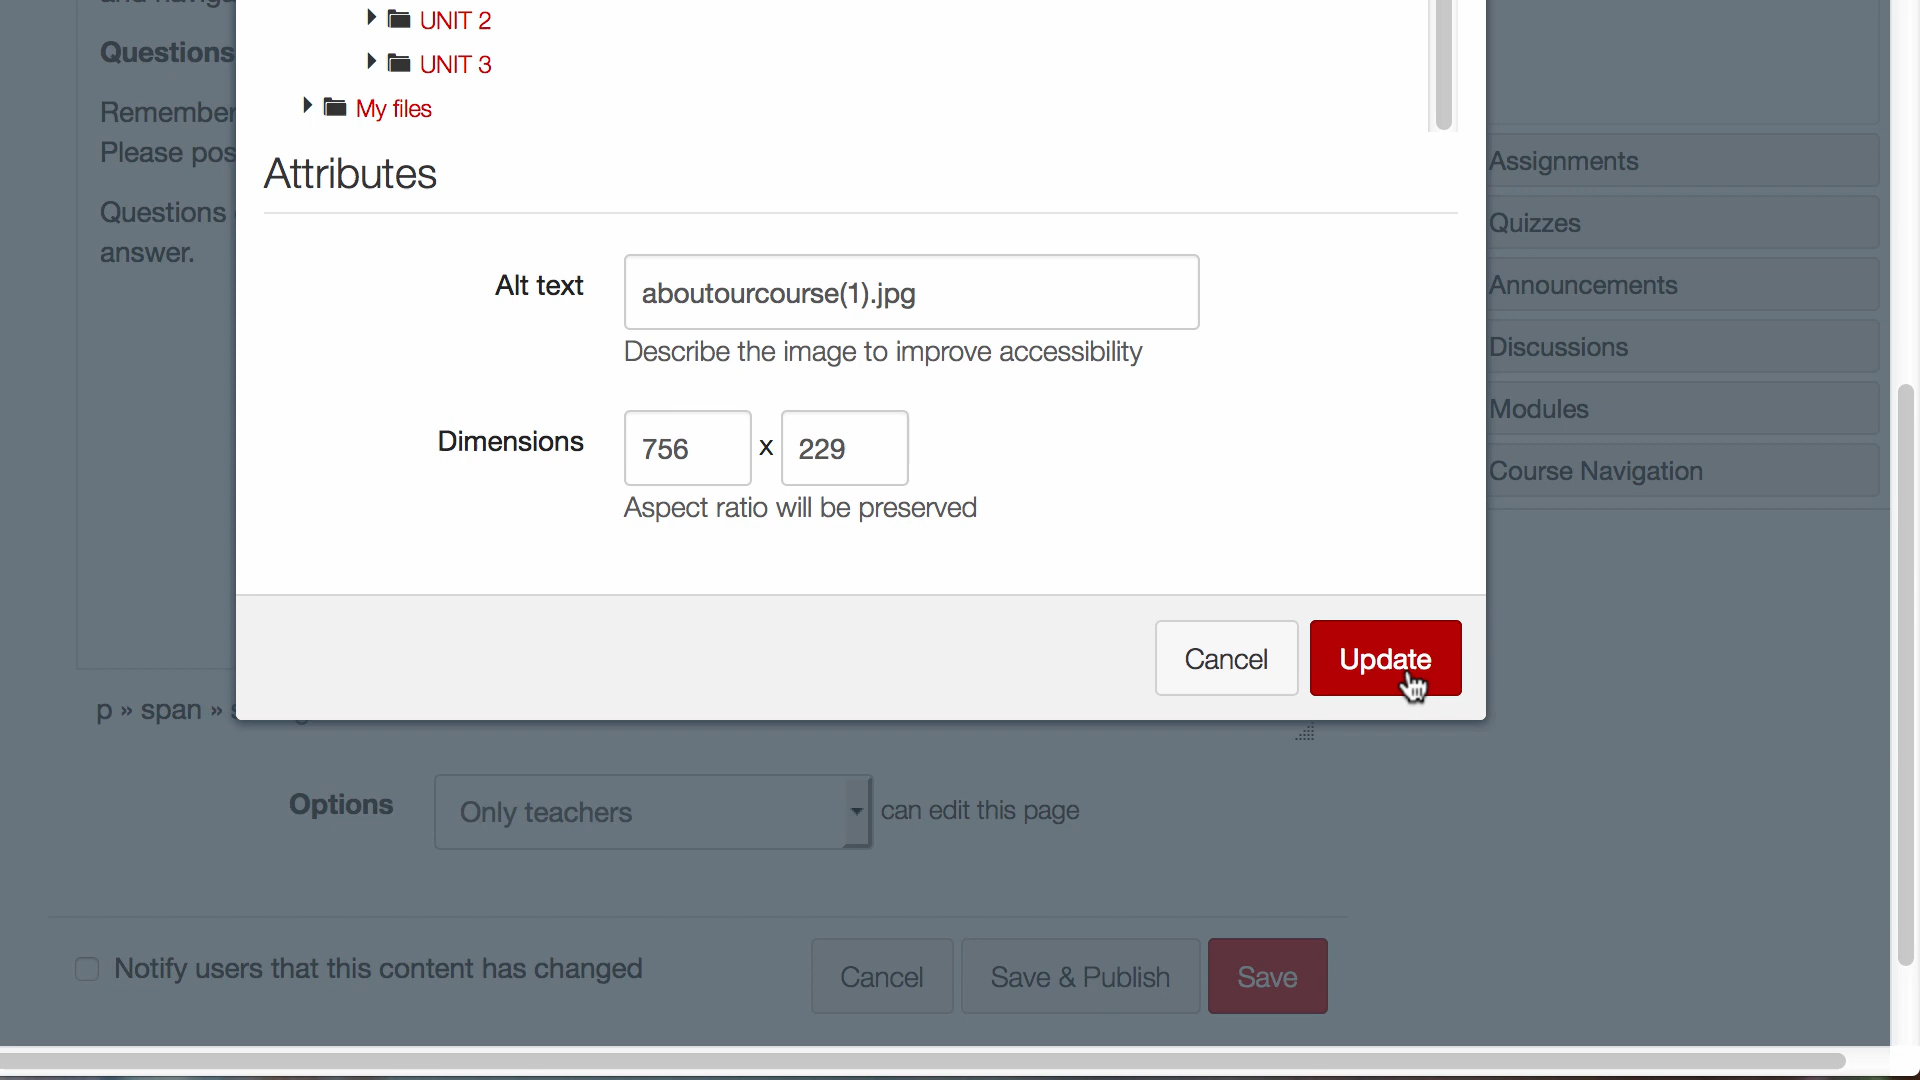 UNIT 2
Questions
UNIT 3
Remember
My files
Please pos
Attributes
Assignments
Questions
Quizzes
answer.
Alt text
aboutourcourse(1).jpg
Announcements
Describe the image to improve accessibility
Discussions
Modules
Dimensions
756 x 229
Course Navigation
Aspect ratio will be preserved
Cancel
Update
p » span »
Options
Only teachers
can edit this page
Notify users that this content has changed
Cancel
Save & Publish
Save